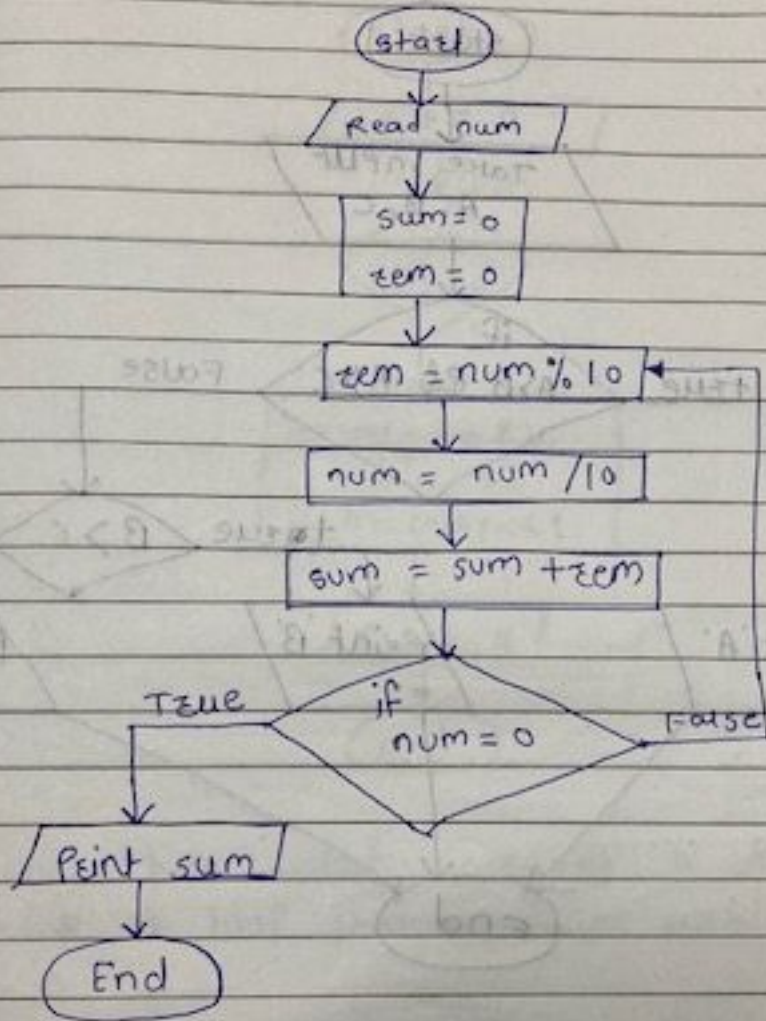 start
Read num
sum = 0
rem = 0
rem = num % 10
num = num / 10
sum = sum + rem
if
num = 0
True
False
Print sum
End